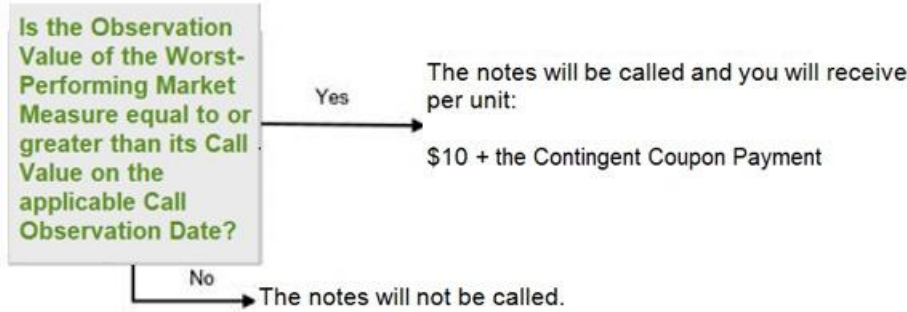 Is the Observation
Value of the Worst-
Performing Market
Measure equal to or
greater than its Call
Value on the
applicable Call
Observation Date?
Yes
The notes will be called and you will receive
per unit:
$10 + the Contingent Coupon Payment
No
The notes will not be called.